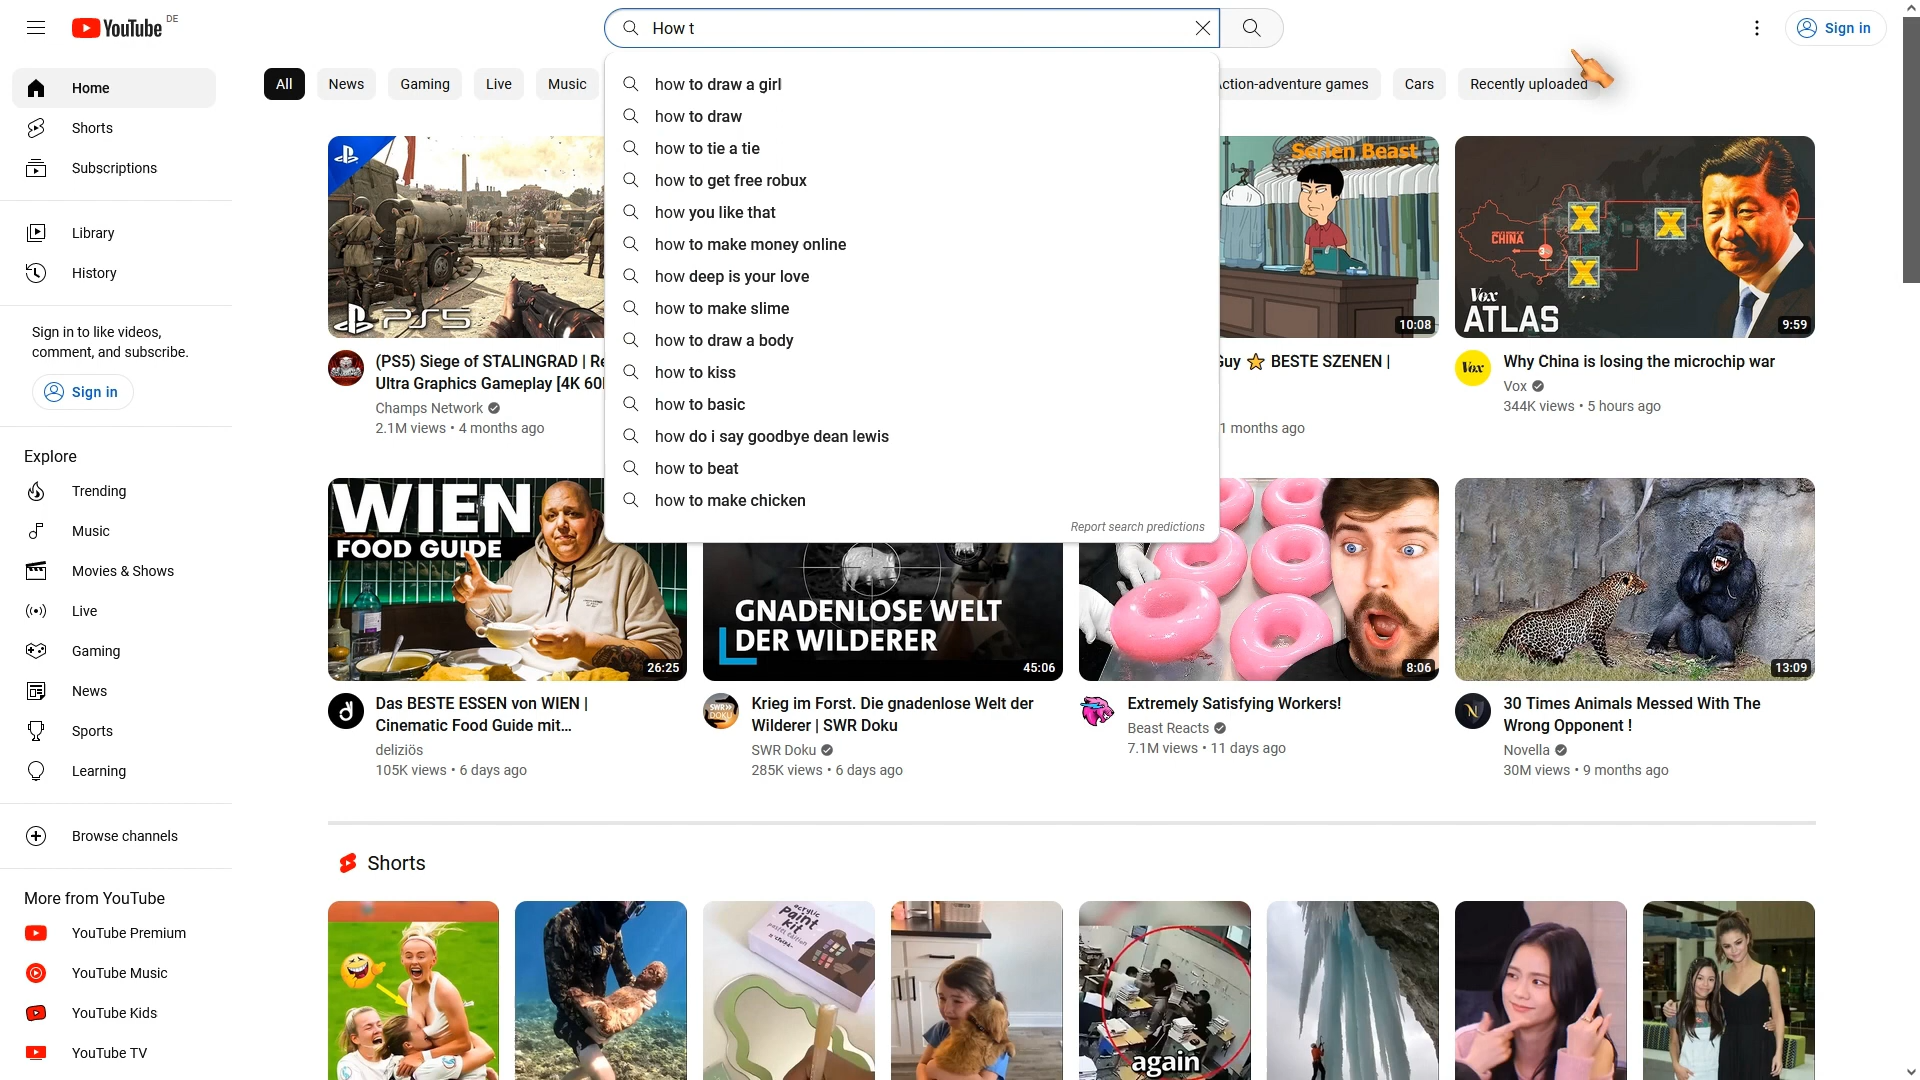 YouTube DE
How t
Sign in
Home
Shorts
Subscriptions
Library
History
Sign in to like videos,
comment, and subscribe.
Sign in
Explore
Trending
Music
Movies & Shows
Live
Gaming
News
Sports
Learning
Browse channels
More from YouTube
YouTube Premium
YouTube Music
YouTube Kids
YouTube TV
All
News
Gaming
Live
Music
ction-adventure games
Cars
Recently uploaded
how to draw a girl
how to draw
how to tie a tie
how to get free robux
how you like that
how to make money online
how deep is your love
how to make slime
how to draw a body
how to kiss
how to basic
how do i say goodbye dean lewis
how to beat
how to make chicken
Report search predictions
PS5
(PS5) Siege of STALINGRAD | Re
Ultra Graphics Gameplay [4K 60
Champs Network
2.1M views • 4 months ago
Serien Beast
10:08
Guy ⭐ BESTE SZENEN |
1 months ago
CHINA
Vox
ATLAS
9:59
Vox
Why China is losing the microchip war
Vox
344K views • 5 hours ago
WIEN
FOOD GUIDE
26:25
Das BESTE ESSEN von WIEN |
Cinematic Food Guide mit...
deliziös
105K views • 6 days ago
GNADENLOSE WELT
DER WILDERER
45:06
SWR»
DOKU
Krieg im Forst. Die gnadenlose Welt der
Wilderer | SWR Doku
SWR Doku
285K views • 6 days ago
8:06
Extremely Satisfying Workers!
Beast Reacts
7.1M views • 11 days ago
13:09
N
30 Times Animals Messed With The
Wrong Opponent !
Novella
30M views • 9 months ago
Shorts
acrylic
Paint
kit
again